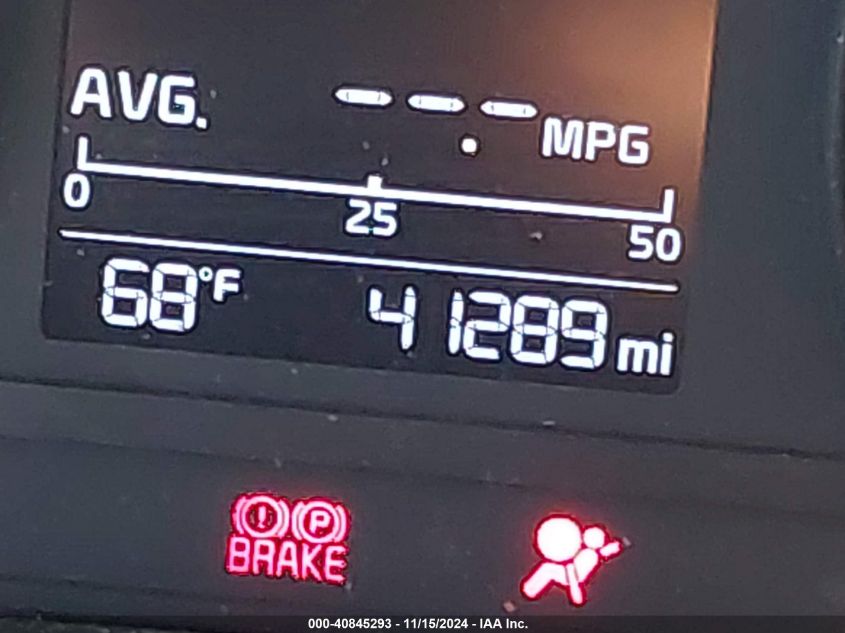 AVG. --.- MPG
0 25 50
68°F 41289 mi
! P
BRAKE
000-40845293 - 11/15/2024 - IAA Inc.